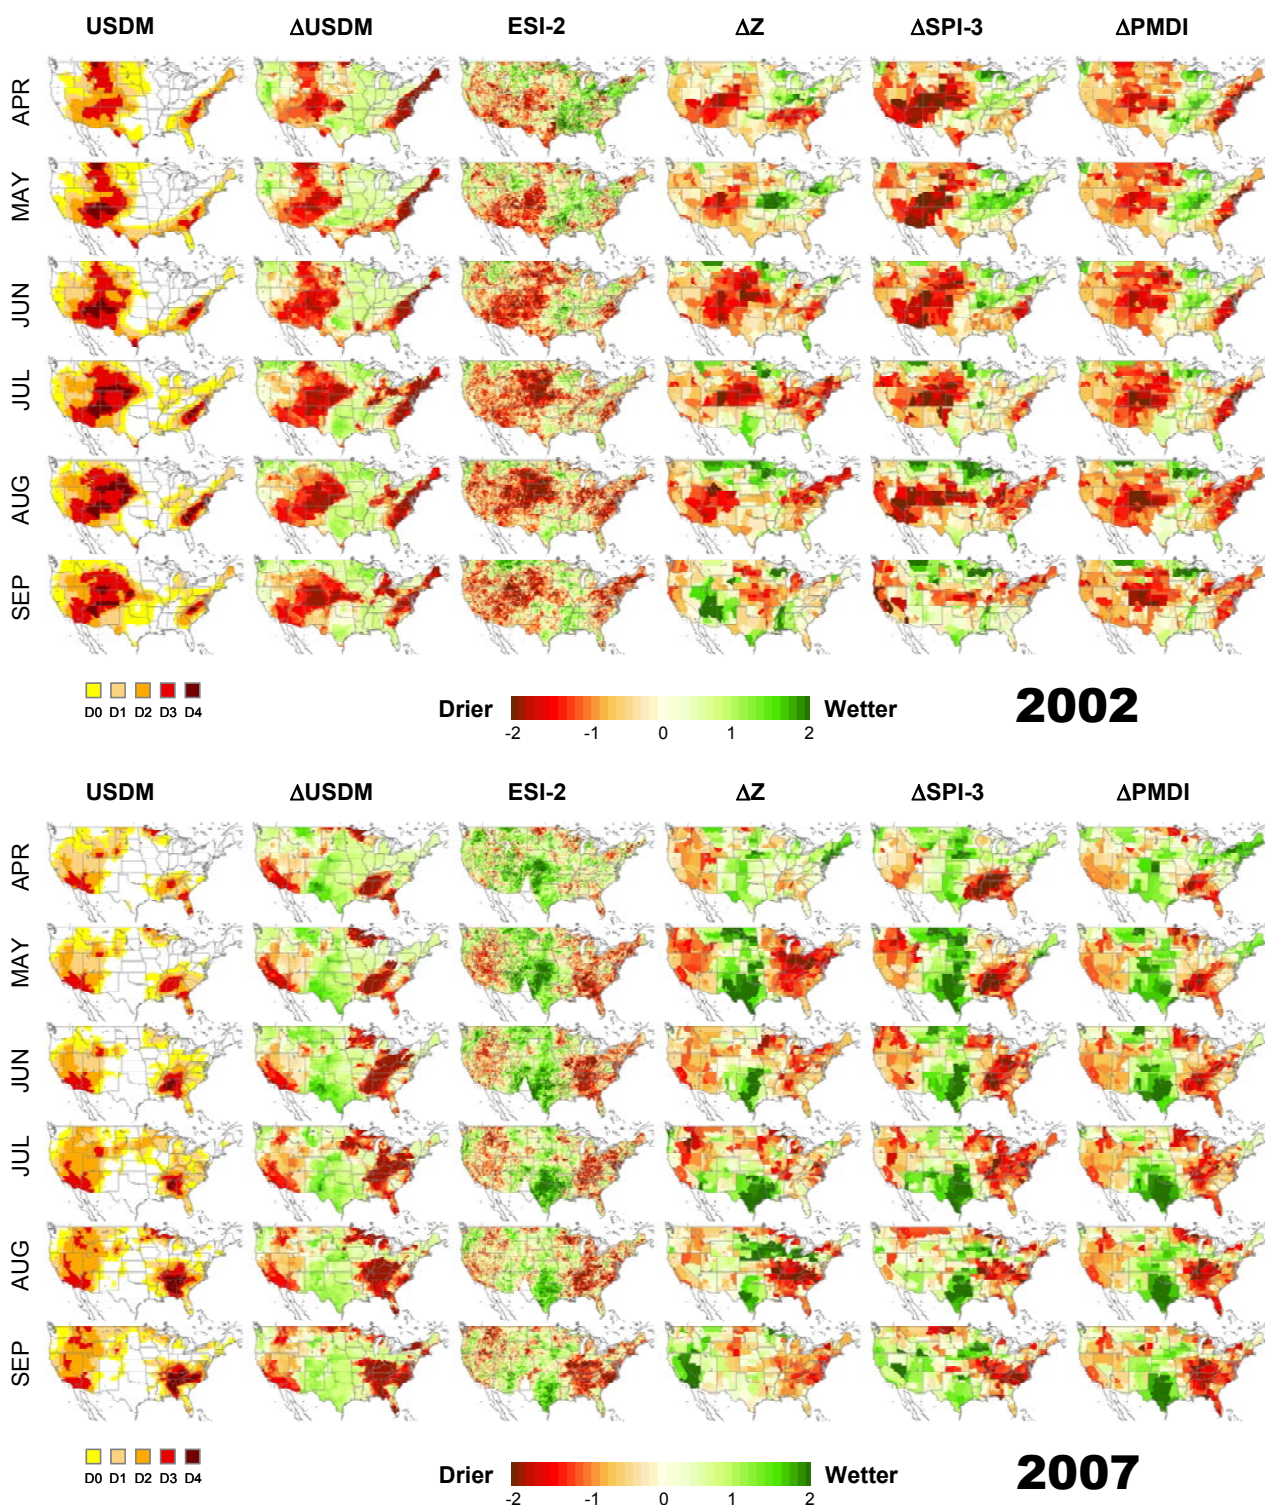 USDM ΔUSDM ESI-2 ΔZ ΔSPI-3 ΔPMDI
APR
MAY
JUN
JUL
AUG
SEP
D0 D1 D2 D3 D4
Drier Wetter
-2 -1 0 1 2
2002
USDM ΔUSDM ESI-2 ΔZ ΔSPI-3 ΔPMDI
APR
MAY
JUN
JUL
AUG
SEP
D0 D1 D2 D3 D4
Drier Wetter
-2 -1 0 1 2
2007